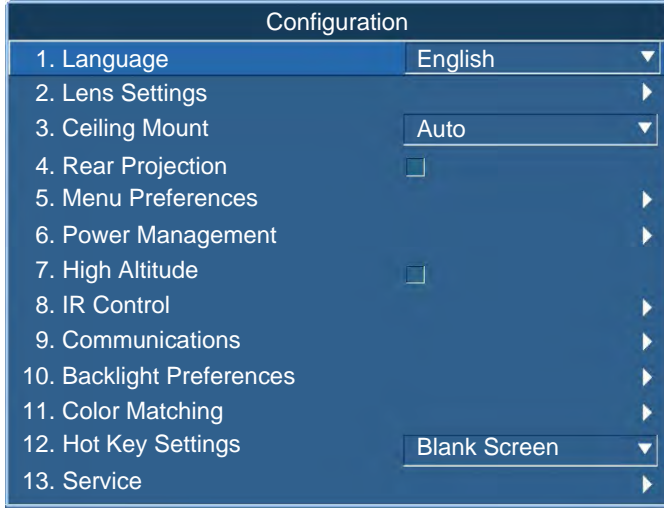 Configuration
1. Language English
2. Lens Settings
3. Ceiling Mount Auto
4. Rear Projection
5. Menu Preferences
6. Power Management
7. High Altitude
8. IR Control
9. Communications
10. Backlight Preferences
11. Color Matching
12. Hot Key Settings Blank Screen
13. Service